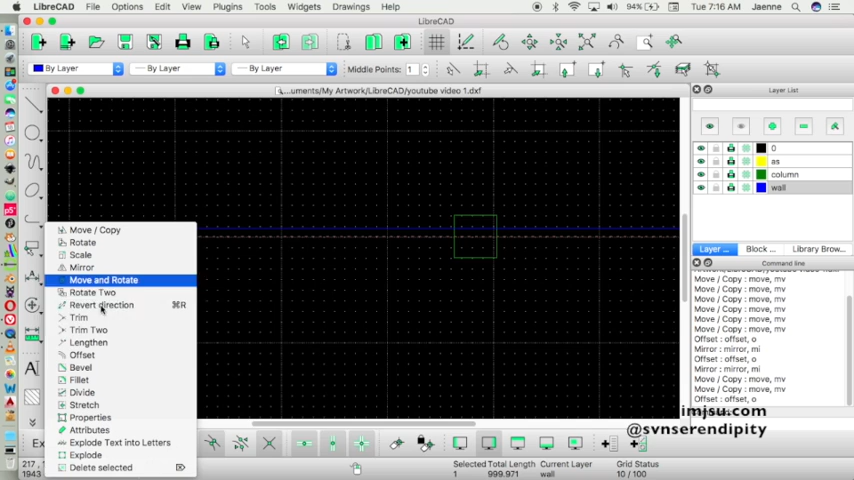 LibreCAD File Options Edit View Plugins Tools Widgets Drawings Help 94% Tue 7:16 AM Jaenne
LibreCAD
By Layer — By Layer — By Layer Middle Points: 1
...uments/My Artwork/LibreCAD/youtube video 1.dxf
Layer List
0
as
column
wall
Layer ... Block ... Library Brow...
Command line
Move / Copy
Rotate
Scale
Mirror
Move and Rotate
Rotate Two
Revert direction ⌘R
Trim
Trim Two
Lengthen
Offset
Bevel
Fillet
Divide
Stretch
Properties
Attributes
Explode Text into Letters
Explode
Delete selected
Move / Copy : move, mv
Move / Copy : move, mv
Move / Copy : move, mv
Move / Copy : move, mv
Move / Copy : move, mv
Move / Copy : move, mv
Offset : offset, o
Mirror : mirror, mi
Offset : offset, o
Mirror : mirror, mi
Move / Copy : move, mv
Move / Copy : move, mv
Offset : offset, o
imjsu.com
@svnserendipity
Ex
217 ,
1943
Selected Total Length
1 999.971
Current Layer
wall
Grid Status
10 / 100